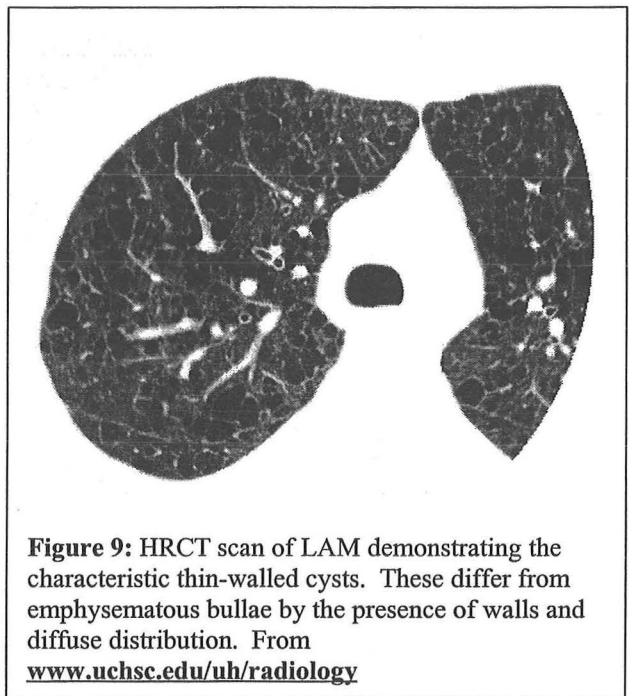 Figure 9: HRCT scan of LAM demonstrating the
characteristic thin-walled cysts.  These differ from
emphysematous bullae by the presence of walls and
diffuse distribution.  From
www.uchsc.edu/uh/radiology